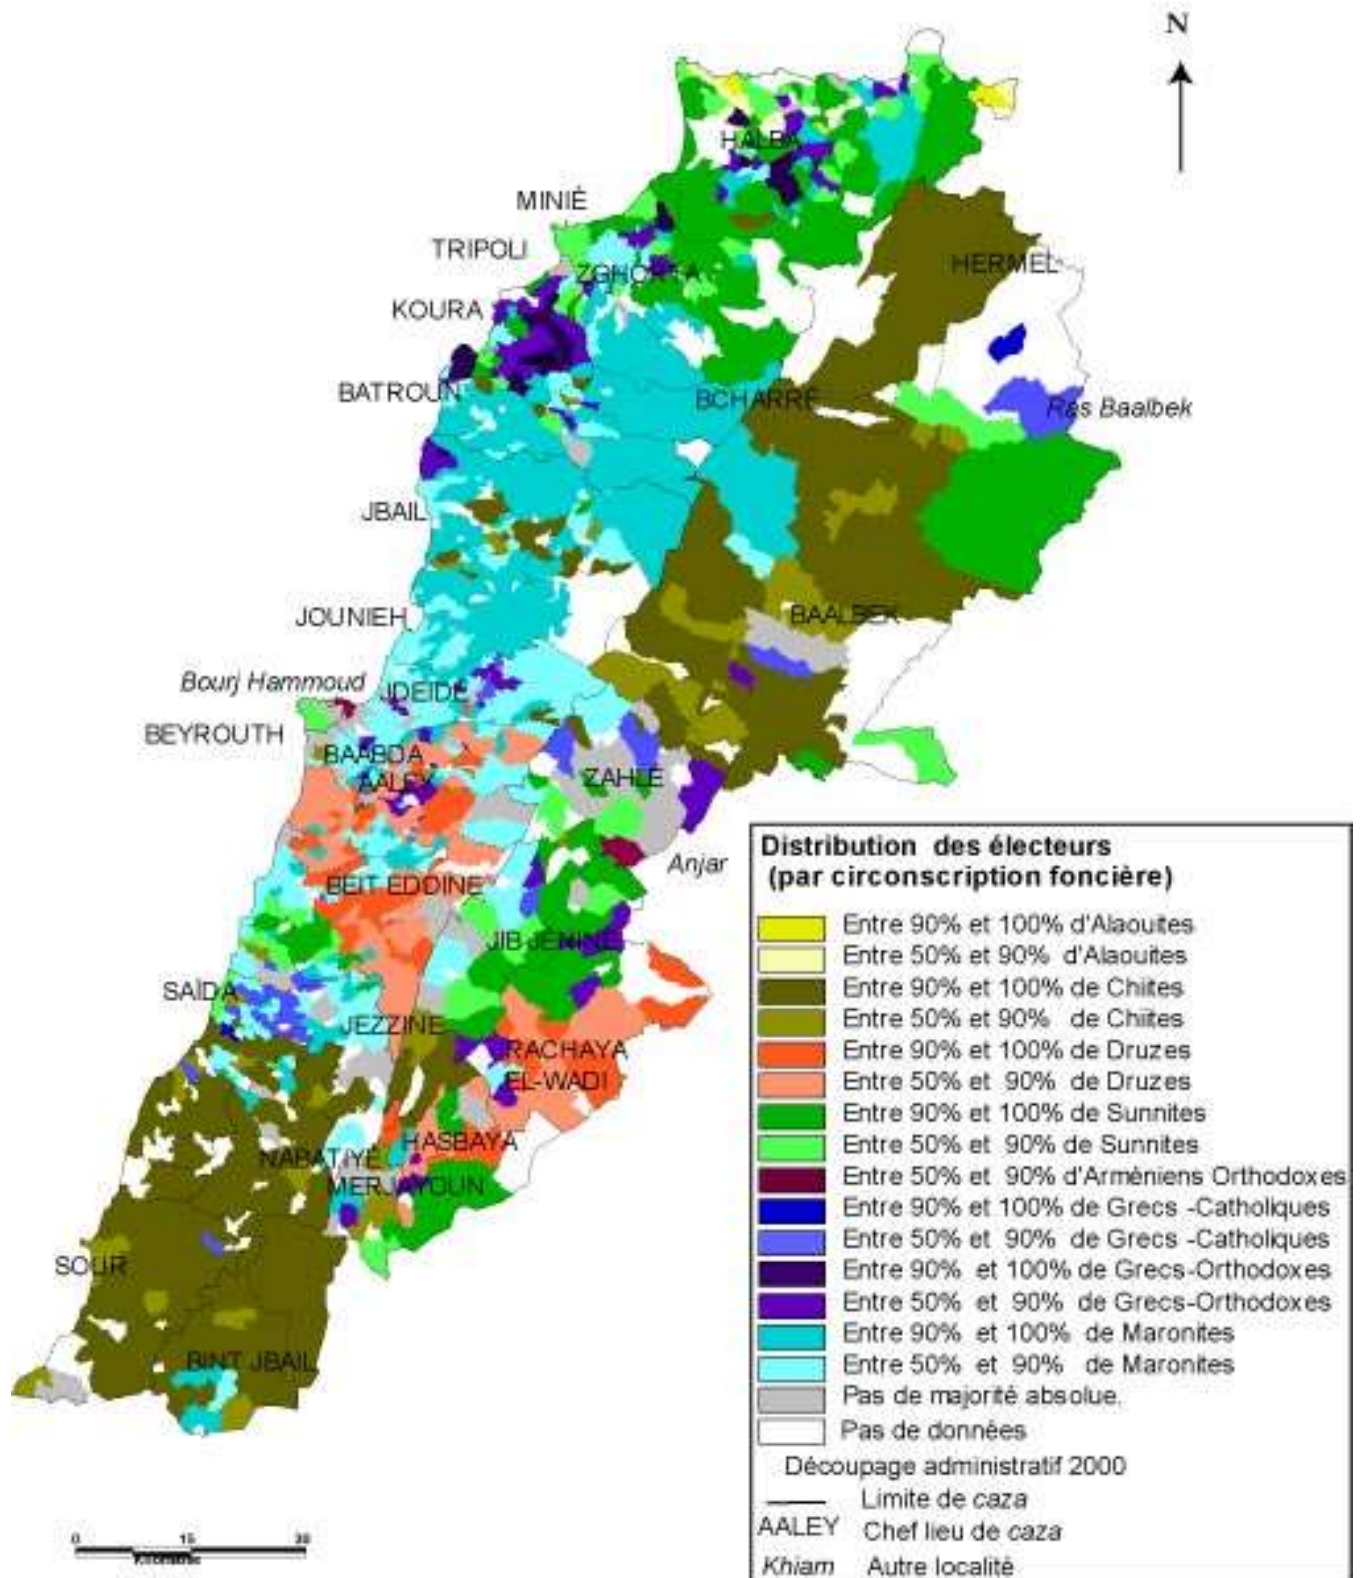 N
HALBA
MINIÉ
TRIPOLI
ZGHORTA
HERMEL
KOURA
BATROUN
BCHARRÉ
Ras Baalbek
JBAIL
JOUNIEH
BAALBEK
Bourj Hammoud
JDEIDÉ
BEYROUTH
BAABDA
AALEY
ZAHLÉ
Anjar
BEIT EDDINE
JIB JENINE
SAÏDA
JEZZINE
RACHAYA
EL-WADI
HASBAYA
NABATIYÉ
MERJAYOUN
SOUR
BINT JBAIL
0 15 30
Kilomètres
Distribution des électeurs
(par circonscription foncière)
Entre 90% et 100% d'Alaouites
Entre 50% et 90% d'Alaouites
Entre 90% et 100% de Chiites
Entre 50% et 90% de Chiites
Entre 90% et 100% de Druzes
Entre 50% et 90% de Druzes
Entre 90% et 100% de Sunnites
Entre 50% et 90% de Sunnites
Entre 50% et 90% d'Arméniens Orthodoxes
Entre 90% et 100% de Grecs -Catholiques
Entre 50% et 90% de Grecs -Catholiques
Entre 90% et 100% de Grecs-Orthodoxes
Entre 50% et 90% de Grecs-Orthodoxes
Entre 90% et 100% de Maronites
Entre 50% et 90% de Maronites
Pas de majorité absolue.
Pas de données
Découpage administratif 2000
Limite de caza
AALEY Chef lieu de caza
Khiam Autre localité